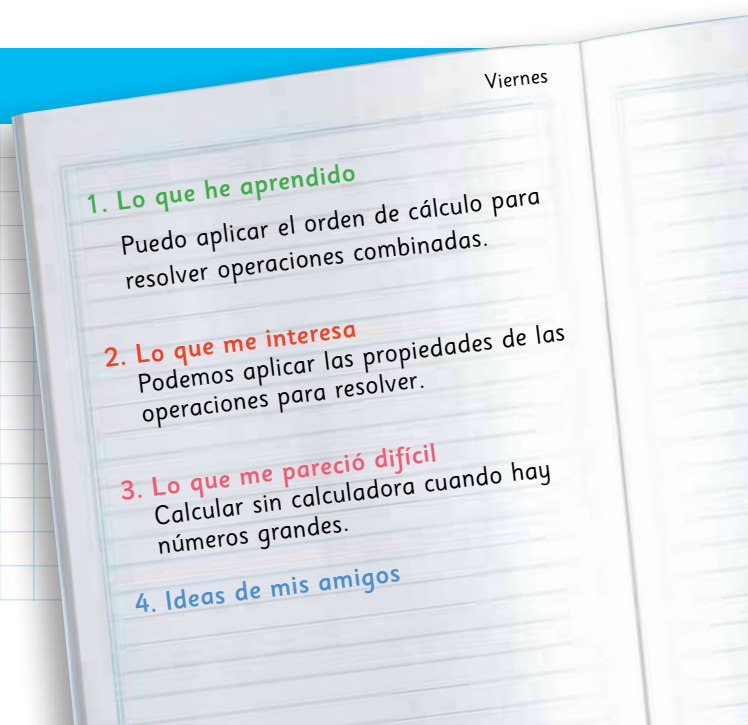 Viernes
1. Lo que he aprendido
Puedo aplicar el orden de cálculo para
resolver operaciones combinadas.
2. Lo que me interesa
Podemos aplicar las propiedades de las
operaciones para resolver.
3. Lo que me pareció difícil
Calcular sin calculadora cuando hay
números grandes.
4. Ideas de mis amigos